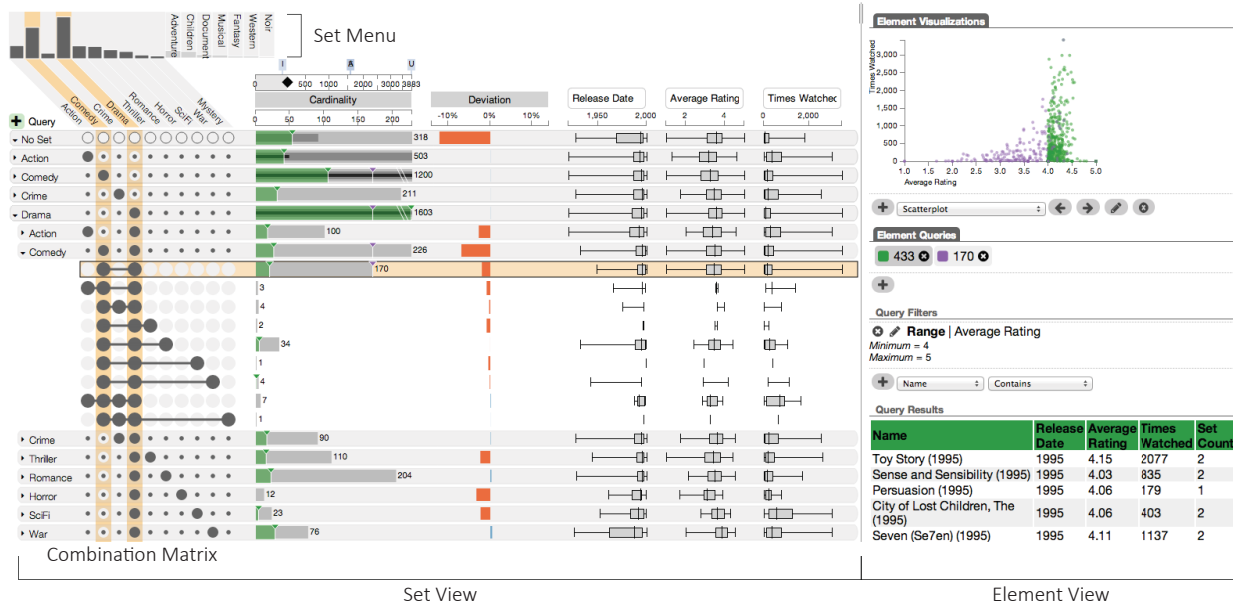 Adventure
Children
Document
Musical
Fantasy
Western
Noir
Set Menu
Action
Comedy
Crime
Drama
Thriller
Romance
Horror
SciFi
War
Mystery
I
U
0 500 1000 2000 3000 3883
Cardinality
Deviation
Release Date
Average Rating
Times Watched
0 50 100 150 200
-10% 0 10%
1,950 2,000
2 4
0 2,000
Query
No Set 318
Action 503
Comedy 1200
Crime 211
Drama 1603
Action 100
Comedy 226
170
3
4
2
34
1
4
7
1
Crime 90
Thriller 110
Romance 204
Horror 12
SciFi 23
War 76
Combination Matrix
Set View
Element Visualizations
Times Watched
3,000
2,500
2,000
1,500
1,000
500
0
1.0 1.5 2.0 2.5 3.0 3.5 4.0 4.5 5.0
Average Rating
Scatterplot
Element Queries
433 170
Query Filters
Range | Average Rating
Minimum = 4
Maximum = 5
Name Contains
Query Results
Name Release Date Average Rating Times Watched Set Count
Toy Story (1995) 1995 4.15 2077 2
Sense and Sensibility (1995) 1995 4.03 835 2
Persuasion (1995) 1995 4.06 179 1
City of Lost Children, The (1995) 1995 4.06 403 2
Seven (Se7en) (1995) 1995 4.11 1137 2
Element View